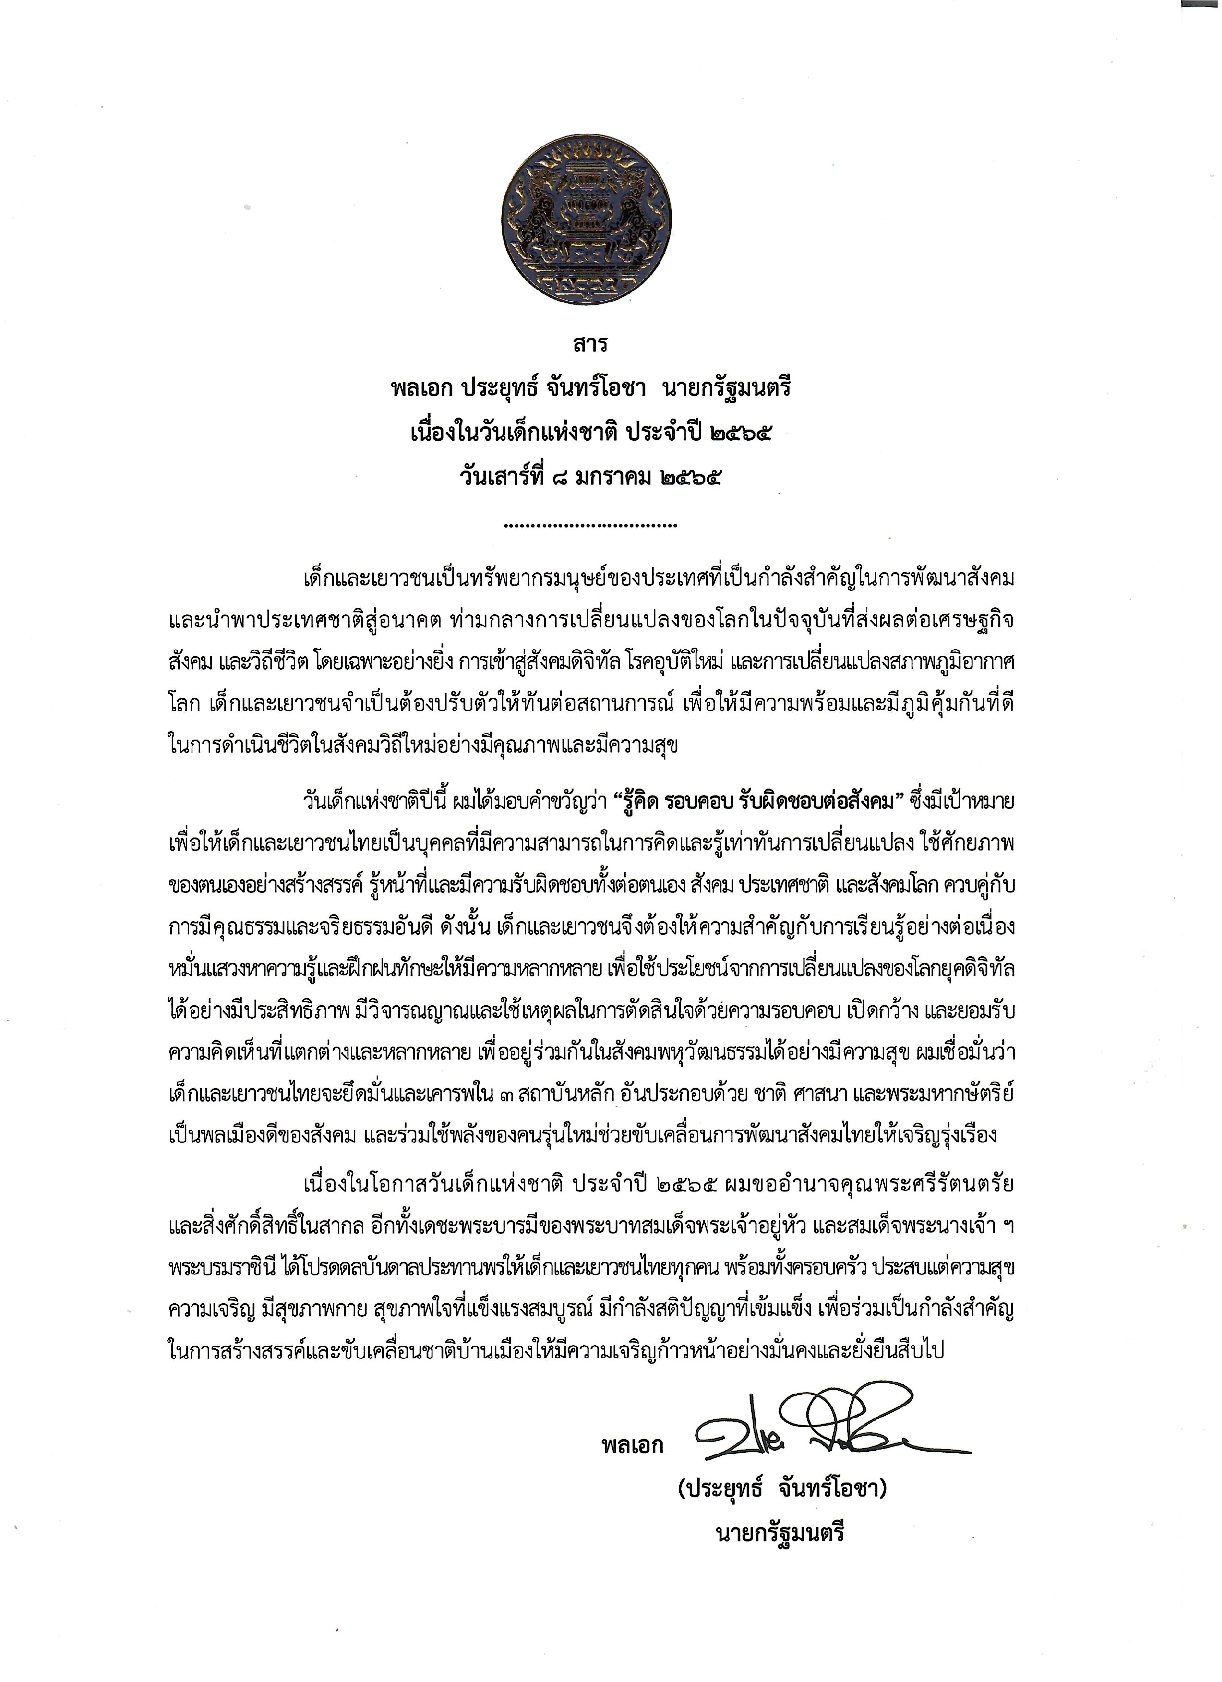 สาร
พลเอก ประยุทธ์ จันทร์โอชา นายกรัฐมนตรี
เนื่องในวันเด็กแห่งชาติ ประจำปี ๒๕๖๕
วันเสาร์ที่ ๘ มกราคม ๒๕๖๕
................................
เด็กและเยาวชนเป็นทรัพยากรมนุษย์ของประเทศที่เป็นกำลังสำคัญในการพัฒนาสังคม
และนำพาประเทศชาติสู่อนาคต ท่ามกลางการเปลี่ยนแปลงของโลกในปัจจุบันที่ส่งผลต่อเศรษฐกิจ
สังคม และวิถีชีวิต โดยเฉพาะอย่างยิ่ง การเข้าสู่สังคมดิจิทัล โรคอุบัติใหม่ และการเปลี่ยนแปลงสภาพภูมิอากาศ
โลก เด็กและเยาวชนจำเป็นต้องปรับตัวให้ทันต่อสถานการณ์ เพื่อให้มีความพร้อมและมีภูมิคุ้มกันที่ดี
ในการดำเนินชีวิตในสังคมวิถีใหม่อย่างมีคุณภาพและมีความสุข
วันเด็กแห่งชาติปีนี้ ผมได้มอบคำขวัญว่า “รู้คิด รอบคอบ รับผิดชอบต่อสังคม” ซึ่งมีเป้าหมาย
เพื่อให้เด็กและเยาวชนไทยเป็นบุคคลที่มีความสามารถในการคิดและรู้เท่าทันการเปลี่ยนแปลง ใช้ศักยภาพ
ของตนเองอย่างสร้างสรรค์ รู้หน้าที่และมีความรับผิดชอบทั้งต่อตนเอง สังคม ประเทศชาติ และสังคมโลก ควบคู่กับ
การมีคุณธรรมและจริยธรรมอันดี ดังนั้น เด็กและเยาวชนจึงต้องให้ความสำคัญกับการเรียนรู้อย่างต่อเนื่อง
หมั่นแสวงหาความรู้และฝึกฝนทักษะให้มีความหลากหลาย เพื่อใช้ประโยชน์จากการเปลี่ยนแปลงของโลกยุคดิจิทัล
ได้อย่างมีประสิทธิภาพ มีวิจารณญาณและใช้เหตุผลในการตัดสินใจด้วยความรอบคอบ เปิดกว้าง และยอมรับ
ความคิดเห็นที่แตกต่างและหลากหลาย เพื่ออยู่ร่วมกันในสังคมพหุวัฒนธรรมได้อย่างมีความสุข ผมเชื่อมั่นว่า
เด็กและเยาวชนไทยจะยึดมั่นและเคารพใน ๓ สถาบันหลัก อันประกอบด้วย ชาติ ศาสนา และพระมหากษัตริย์
เป็นพลเมืองดีของสังคม และร่วมใช้พลังของคนรุ่นใหม่ช่วยขับเคลื่อนการพัฒนาสังคมไทยให้เจริญรุ่งเรือง
เนื่องในโอกาสวันเด็กแห่งชาติ ประจำปี ๒๕๖๕ ผมขออำนาจคุณพระศรีรัตนตรัย
และสิ่งศักดิ์สิทธิ์ในสากล อีกทั้งเดชะพระบารมีของพระบาทสมเด็จพระเจ้าอยู่หัว และสมเด็จพระนางเจ้า ฯ
พระบรมราชินี ได้โปรดดลบันดาลประทานพรให้เด็กและเยาวชนไทยทุกคน พร้อมทั้งครอบครัว ประสบแต่ความสุข
ความเจริญ มีสุขภาพกาย สุขภาพใจที่แข็งแรงสมบูรณ์ มีกำลังสติปัญญาที่เข้มแข็ง เพื่อร่วมเป็นกำลังสำคัญ
ในการสร้างสรรค์และขับเคลื่อนชาติบ้านเมืองให้มีความเจริญก้าวหน้าอย่างมั่นคงและยั่งยืนสืบไป
พลเอก
(ประยุทธ์ จันทร์โอชา)
นายกรัฐมนตรี